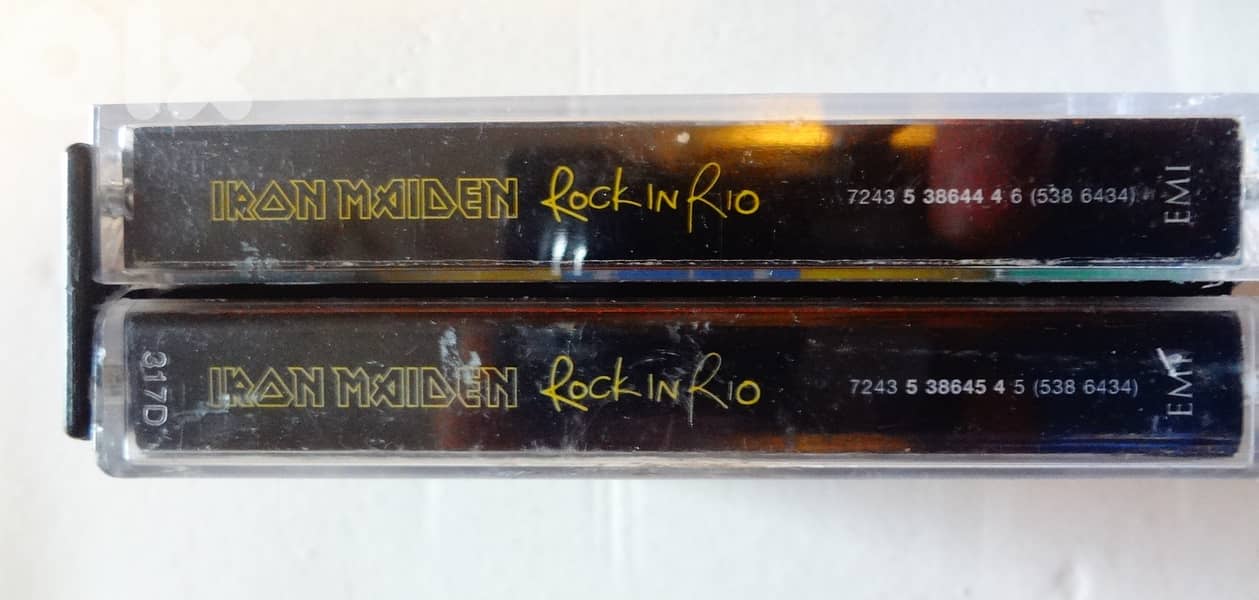 olx
IRON MAIDEN Rock in Rio 7243 5 38644 4 6 (538 6434) EMI
317D IRON MAIDEN Rock in Rio 7243 5 38645 4 5 (538 6434) EMI